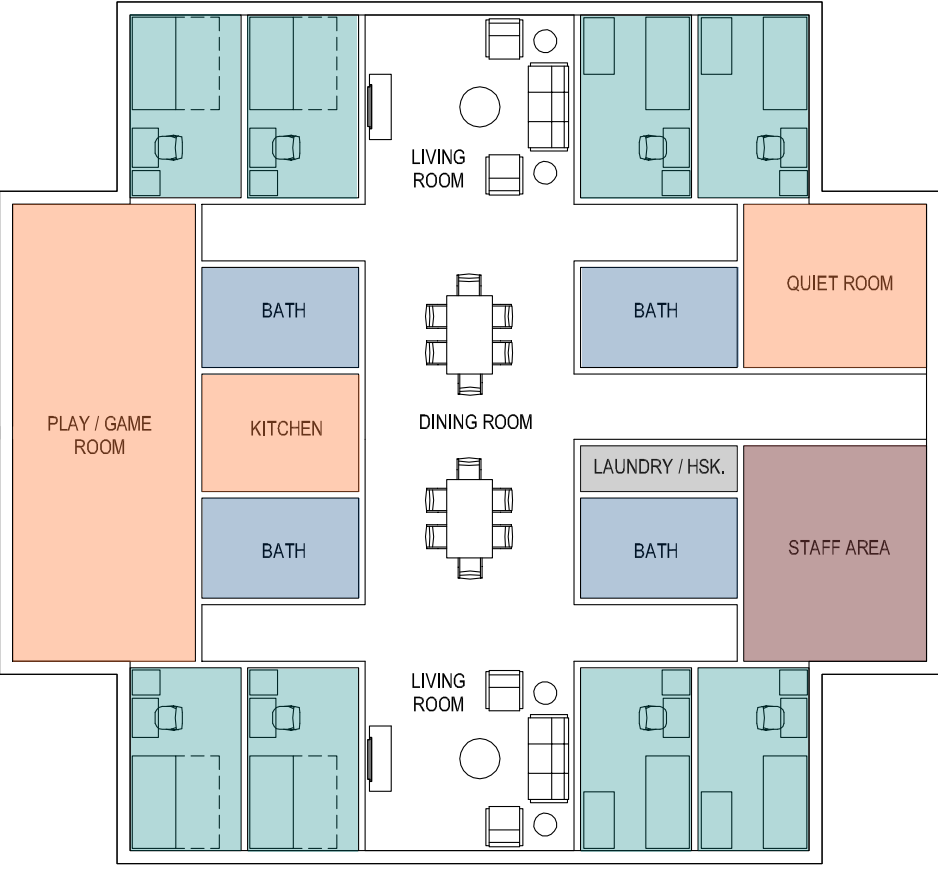 LIVING
ROOM
QUIET ROOM
BATH
BATH
PLAY / GAME
ROOM
KITCHEN
DINING ROOM
LAUNDRY / HSK.
BATH
BATH
STAFF AREA
LIVING
ROOM